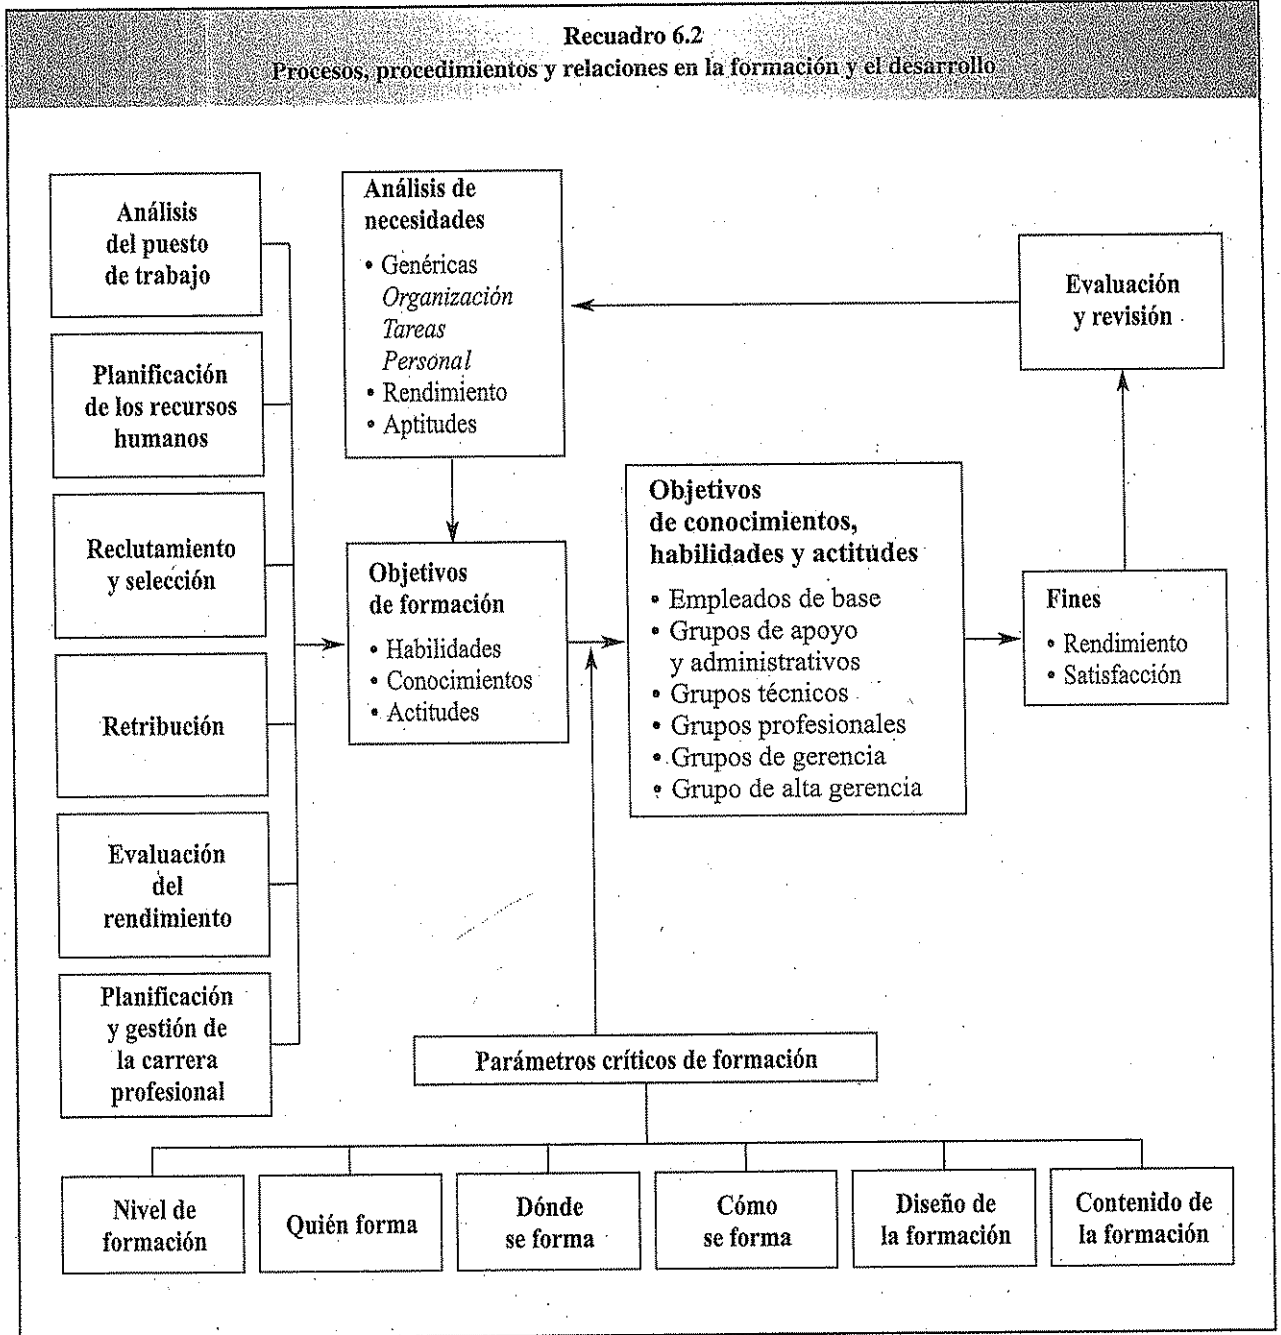 Recuadro 6.2
Procesos, procedimientos y relaciones en la formación y el desarrollo
Análisis
del puesto
de trabajo
Planificación
de los recursos
humanos
Reclutamiento
y selección
Retribución
Evaluación
del
rendimiento
Planificación
y gestión de
la carrera
profesional
Análisis de
necesidades
• Genéricas
Organización
Tareas
Personal
• Rendimiento
• Aptitudes
Objetivos
de formación
• Habilidades
• Conocimientos
• Actitudes
Objetivos
de conocimientos,
habilidades y actitudes
• Empleados de base
• Grupos de apoyo
y administrativos
• Grupos técnicos
• Grupos profesionales
• Grupos de gerencia
• Grupo de alta gerencia
Evaluación
y revisión
Fines
• Rendimiento
• Satisfacción
Parámetros críticos de formación
Nivel de
formación
Quién forma
Dónde
se forma
Cómo
se forma
Diseño de
la formación
Contenido de
la formación